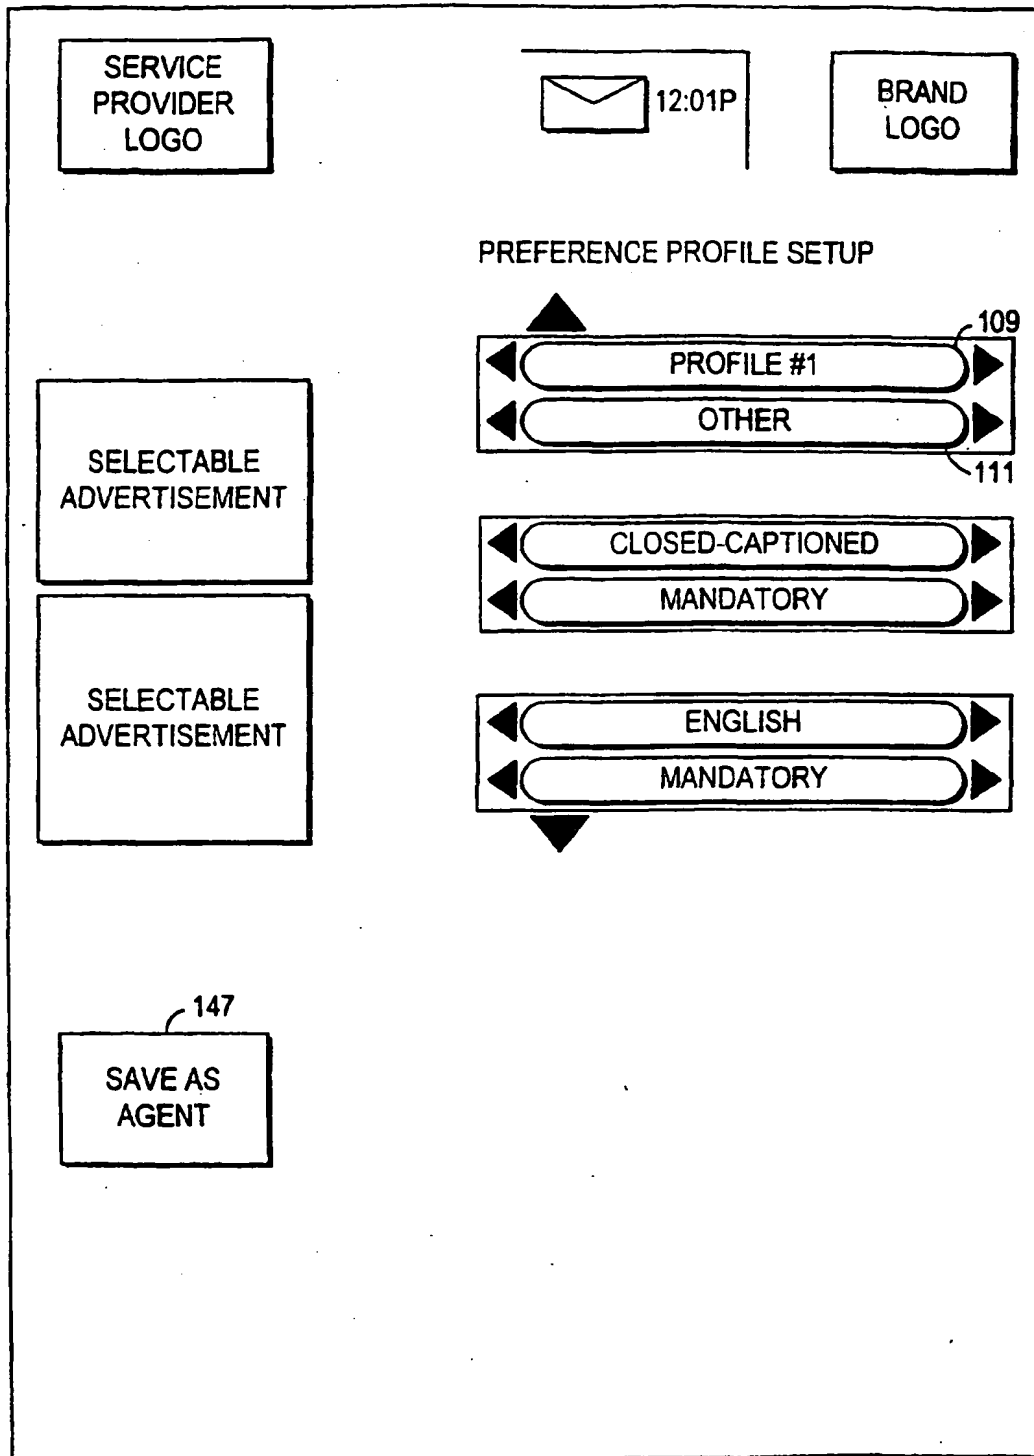 SERVICE
PROVIDER
LOGO
12:01P
BRAND
LOGO
PREFERENCE PROFILE SETUP
109
PROFILE #1
OTHER
111
SELECTABLE
ADVERTISEMENT
CLOSED-CAPTIONED
MANDATORY
SELECTABLE
ADVERTISEMENT
ENGLISH
MANDATORY
147
SAVE AS
AGENT